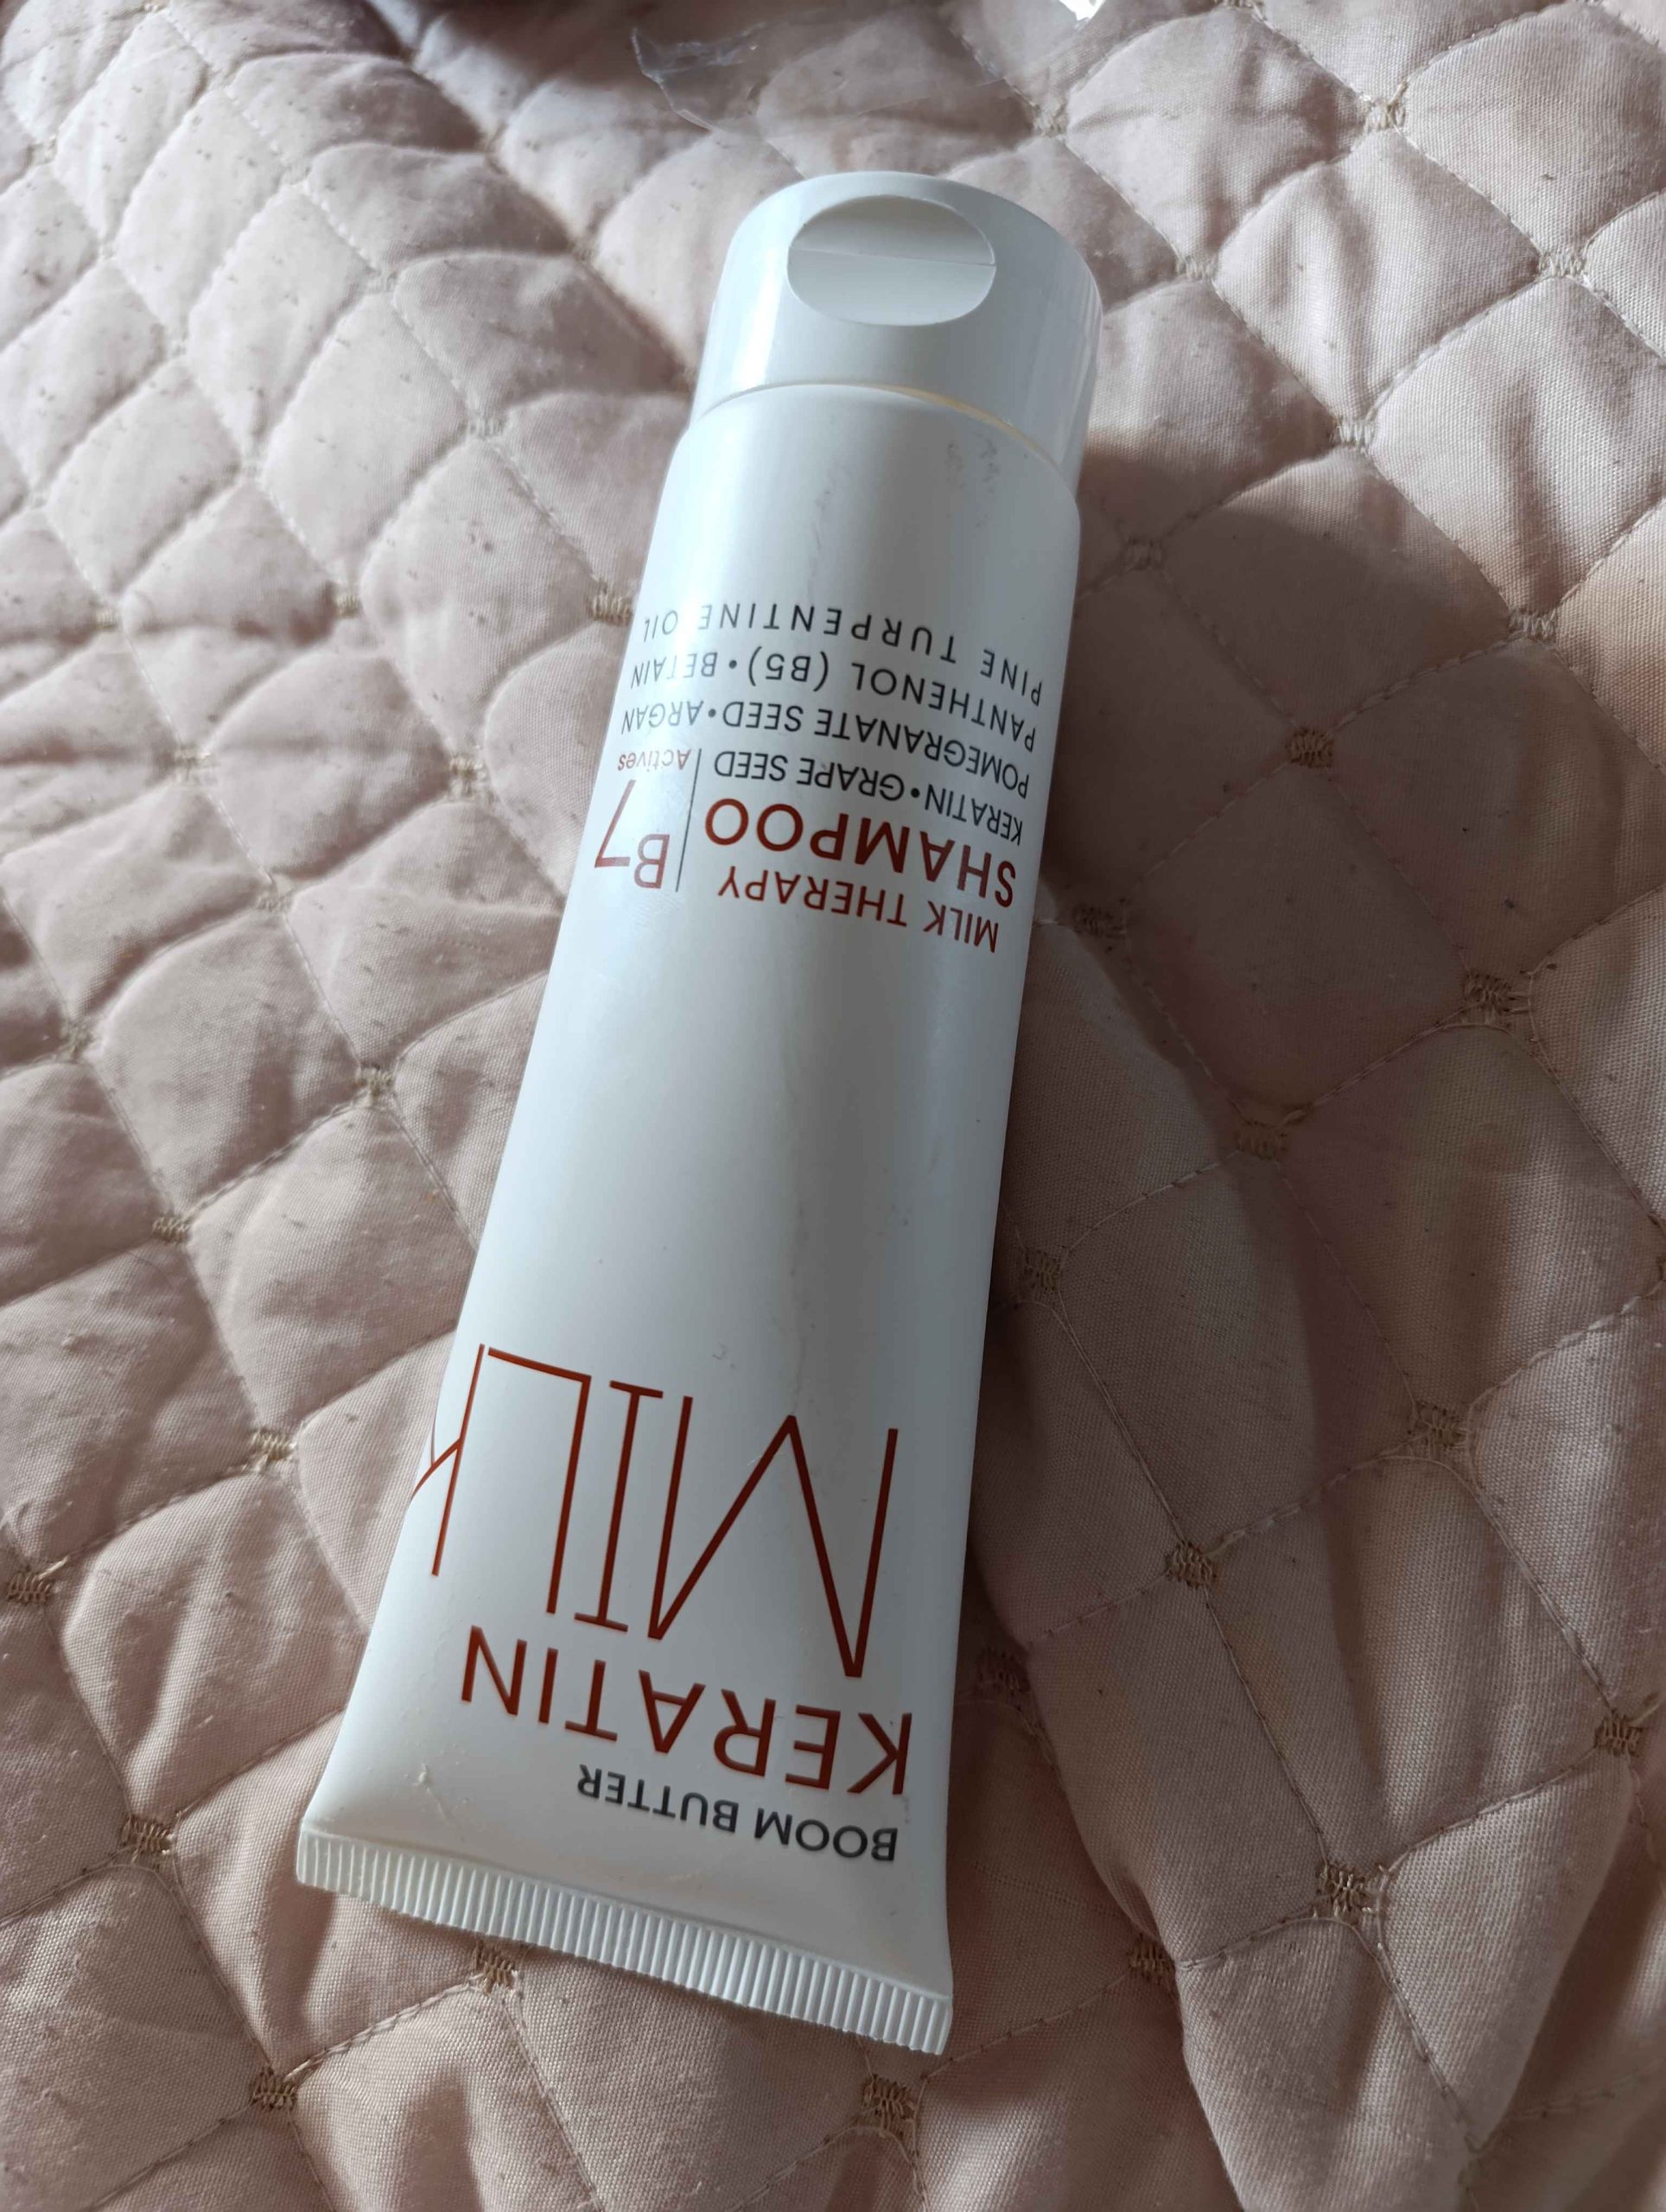 BOOM BUTTER
KERATIN
MILK
MILK THERAPY
SHAMPOO
B7
Actives
KERATIN•GRAPE SEED
POMEGRANATE SEED•ARGAN
PANTHENOL (B5)•BETAIN
PINE TURPENTINE OIL